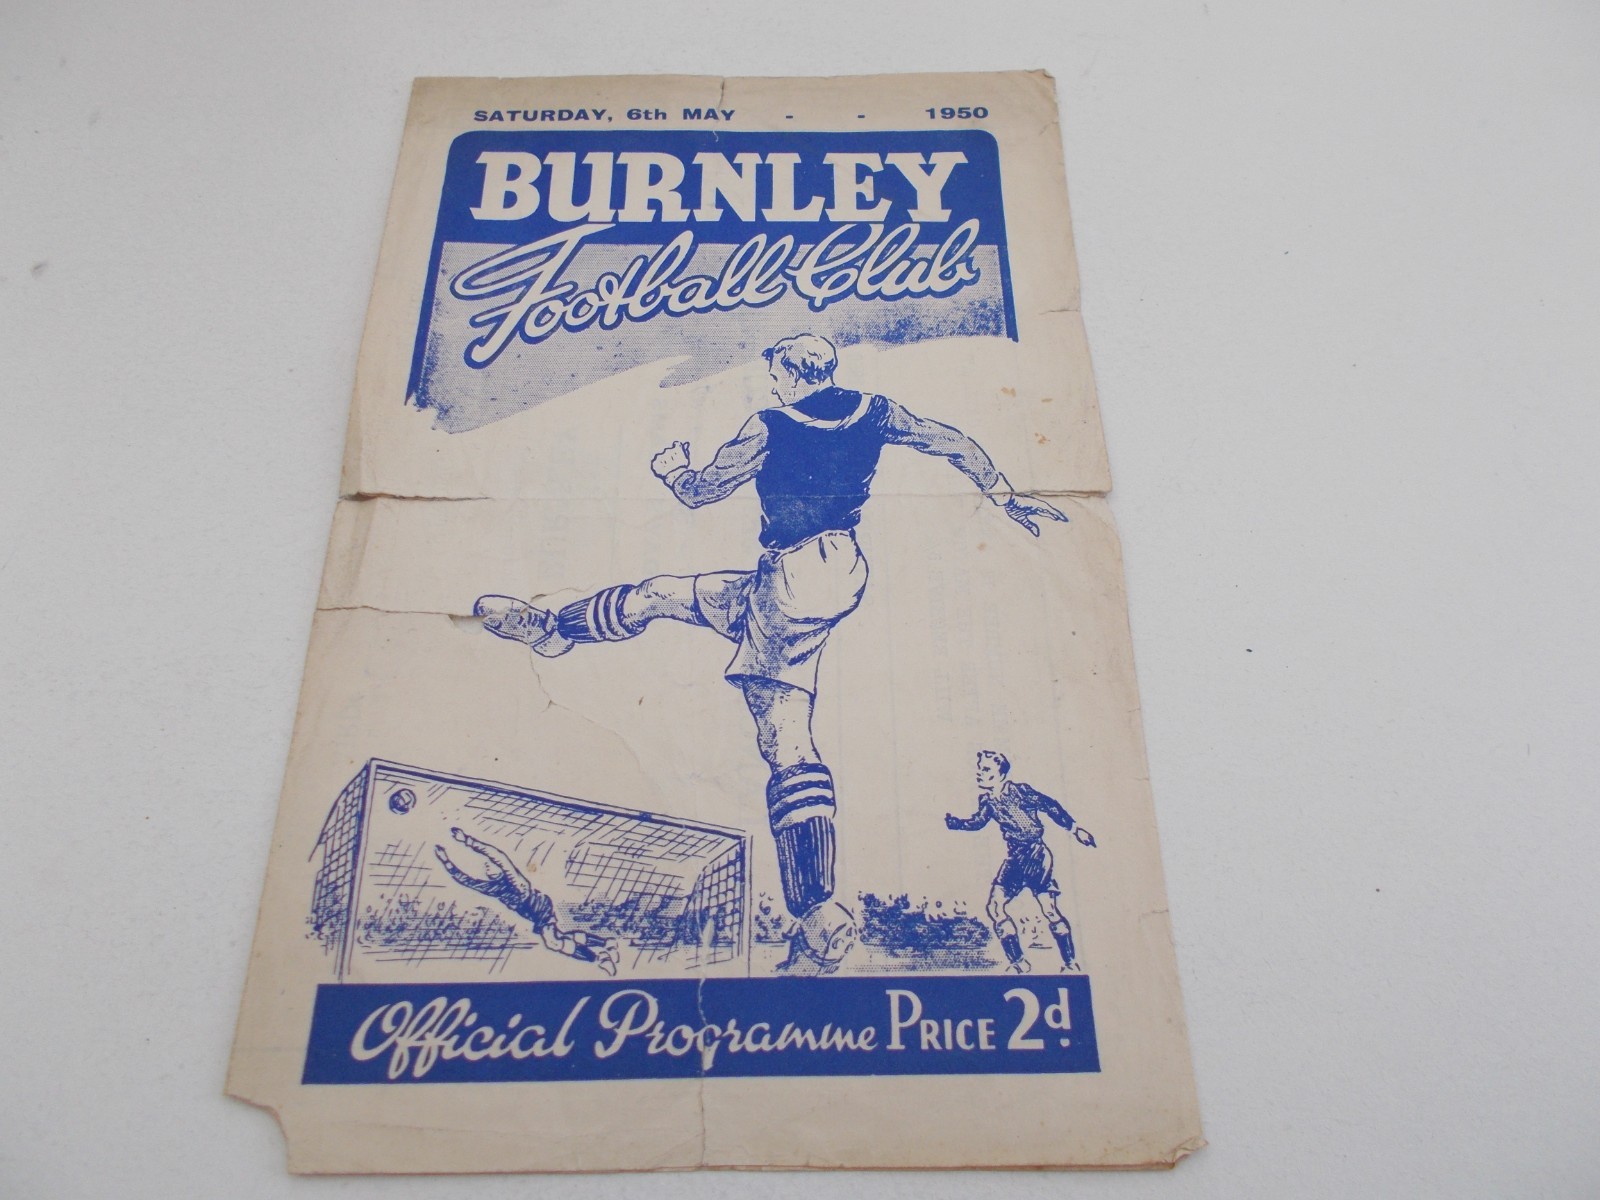 SATURDAY, 6th MAY - - 1950
BURNLEY
Football Club
Official Programme PRICE 2d.